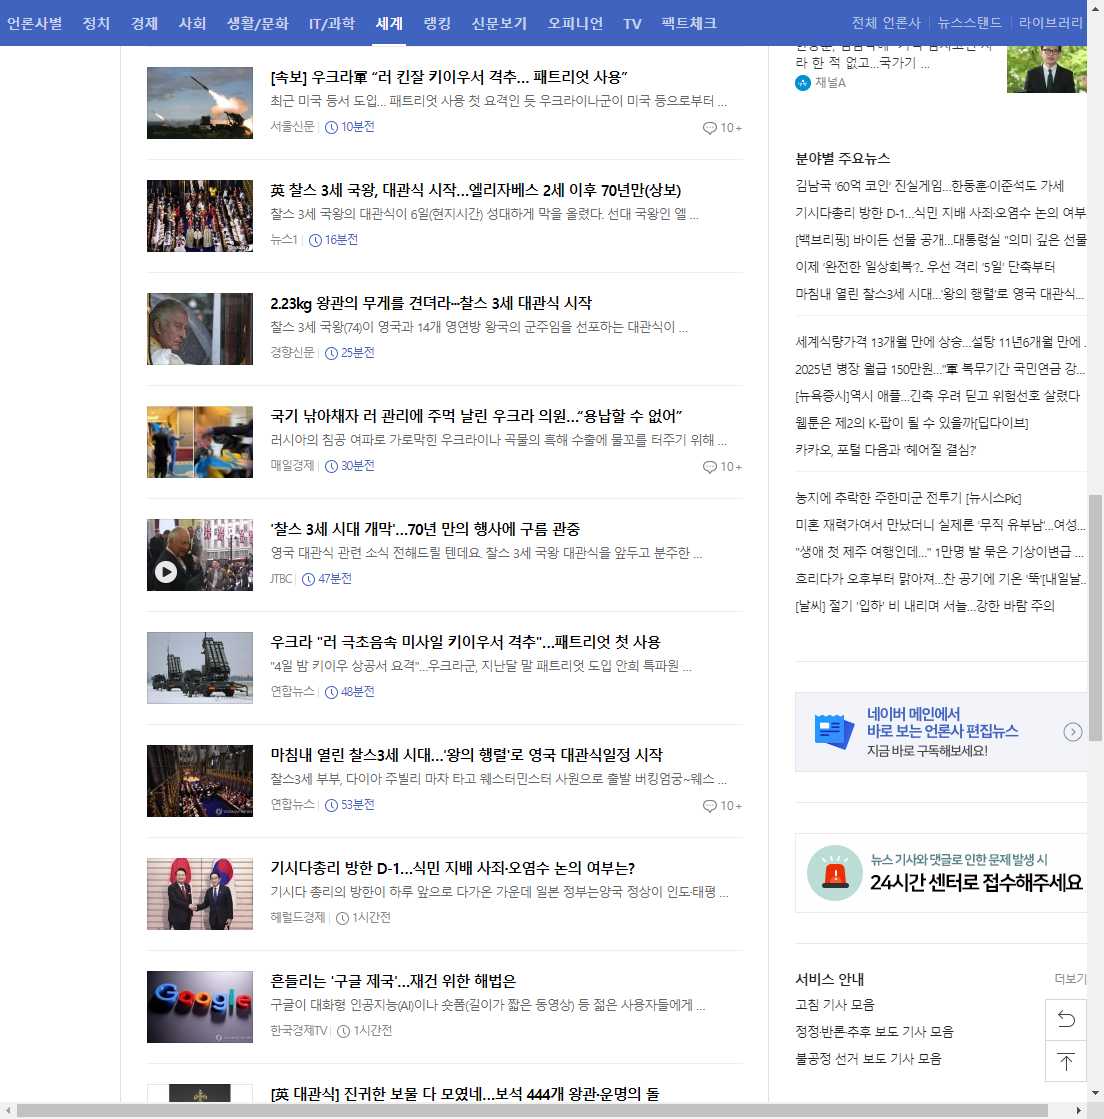 언론사별 정치 경제 사회 생활/문화 IT/과학 세계 랭킹 신문보기 오피니언 TV 팩트체크
전체 언론사 뉴스스탠드 라이브러리
[속보] 우크라軍 “러 킨잘 키이우서 격추… 패트리엇 사용”
최근 미국 등서 도입… 패트리엇 사용 첫 요격인 듯 우크라이나군이 미국 등으로부터 ...
서울신문 10분전 10+
英 찰스 3세 국왕, 대관식 시작…엘리자베스 2세 이후 70년만(상보)
찰스 3세 국왕의 대관식이 6일(현지시간) 성대하게 막을 올렸다. 선대 국왕인 엘 ...
뉴스1 16분전
2.23kg 왕관의 무게를 견뎌라···찰스 3세 대관식 시작
찰스 3세 국왕(74)이 영국과 14개 영연방 왕국의 군주임을 선포하는 대관식이 ...
경향신문 25분전
국기 낚아채자 러 관리에 주먹 날린 우크라 의원…“용납할 수 없어”
러시아의 침공 여파로 가로막힌 우크라이나 곡물의 흑해 수출에 물꼬를 터주기 위해 ...
매일경제 30분전 10+
'찰스 3세 시대 개막'…70년 만의 행사에 구름 관중
영국 대관식 관련 소식 전해드릴 텐데요. 찰스 3세 국왕 대관식을 앞두고 분주한 ...
JTBC 47분전
우크라 "러 극초음속 미사일 키이우서 격추"…패트리엇 첫 사용
"4일 밤 키이우 상공서 요격"…우크라군, 지난달 말 패트리엇 도입 안희 특파원 ...
연합뉴스 48분전
마침내 열린 찰스3세 시대…'왕의 행렬'로 영국 대관식일정 시작
찰스3세 부부, 다이아 주빌리 마차 타고 웨스터민스터 사원으로 출발 버킹엄궁~웨스 ...
연합뉴스 53분전 10+
기시다총리 방한 D-1…식민 지배 사죄·오염수 논의 여부는?
기시다 총리의 방한이 하루 앞으로 다가온 가운데 일본 정부는양국 정상이 인도·태평 ...
헤럴드경제 1시간전
흔들리는 '구글 제국'…재건 위한 해법은
구글이 대화형 인공지능(AI)이나 숏폼(길이가 짧은 동영상) 등 젊은 사용자들에게 ...
한국경제TV 1시간전
Google
[英 대관식] 진귀한 보물 다 모였네…보석 444개 왕관·운명의 돌
라 한 적 없고…국가기 ...
채널A
분야별 주요뉴스
김남국 '60억 코인' 진실게임…한동훈·이준석도 가세
기시다총리 방한 D-1…식민 지배 사죄·오염수 논의 여부
[백브리핑] 바이든 선물 공개…대통령실 "의미 깊은 선물
이제 '완전한 일상회복'?.. 우선 격리 '5일' 단축부터
마침내 열린 찰스3세 시대…'왕의 행렬'로 영국 대관식...
세계식량가격 13개월 만에 상승…설탕 11년6개월 만에 ..
2025년 병장 월급 150만원…"軍 복무기간 국민연금 강...
[뉴욕증시]역시 애플…긴축 우려 딛고 위험선호 살렸다
웹툰은 제2의 K-팝이 될 수 있을까[딥다이브]
카카오, 포털 다음과 '헤어질 결심?'
농지에 추락한 주한미군 전투기 [뉴시스Pic]
미혼 재력가여서 만났더니 실제론 '무직 유부남'…여성...
"생애 첫 제주 여행인데…" 1만명 발 묶은 기상이변급 ...
흐리다가 오후부터 맑아져…찬 공기에 기온 '뚝'[내일날...
[날씨] 절기 '입하' 비 내리며 서늘…강한 바람 주의
네이버 메인에서
바로 보는 언론사 편집뉴스
지금 바로 구독해보세요!
뉴스 기사와 댓글로 인한 문제 발생 시
24시간 센터로 접수해주세요
서비스 안내 더보기
고침 기사 모음
정정·반론·추후 보도 기사 모음
불공정 선거 보도 기사 모음